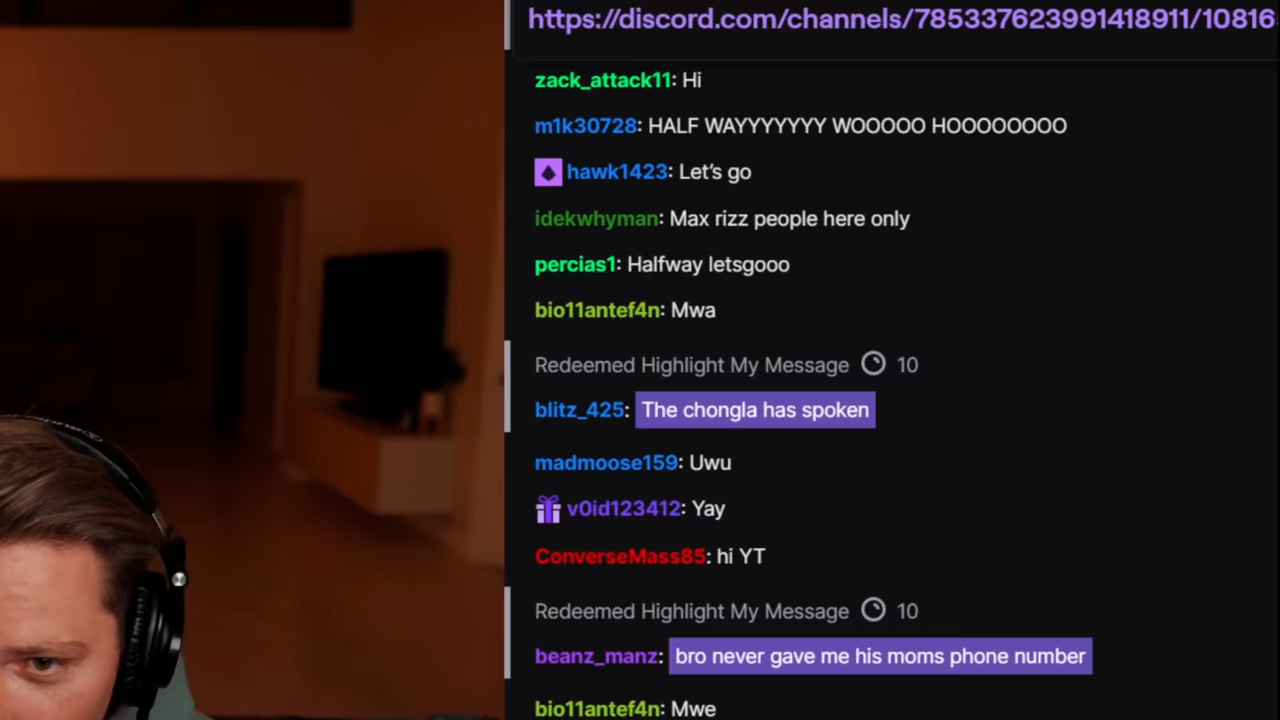 https://discord.com/channels/785337623991418911/10816
zack_attack11: Hi
m1k30728: HALF WAYYYYYYY WOOOOO HOOOOOOOO
hawk1423: Let's go
idekwhyman: Max rizz people here only
percias1: Halfway letsgooo
bio11antef4n: Mwa
Redeemed Highlight My Message 10
blitz_425: The chongla has spoken
madmoose159: Uwu
v0id123412: Yay
ConverseMass85: hi YT
Redeemed Highlight My Message 10
beanz_manz: bro never gave me his moms phone number
bio11antef4n: Mwe